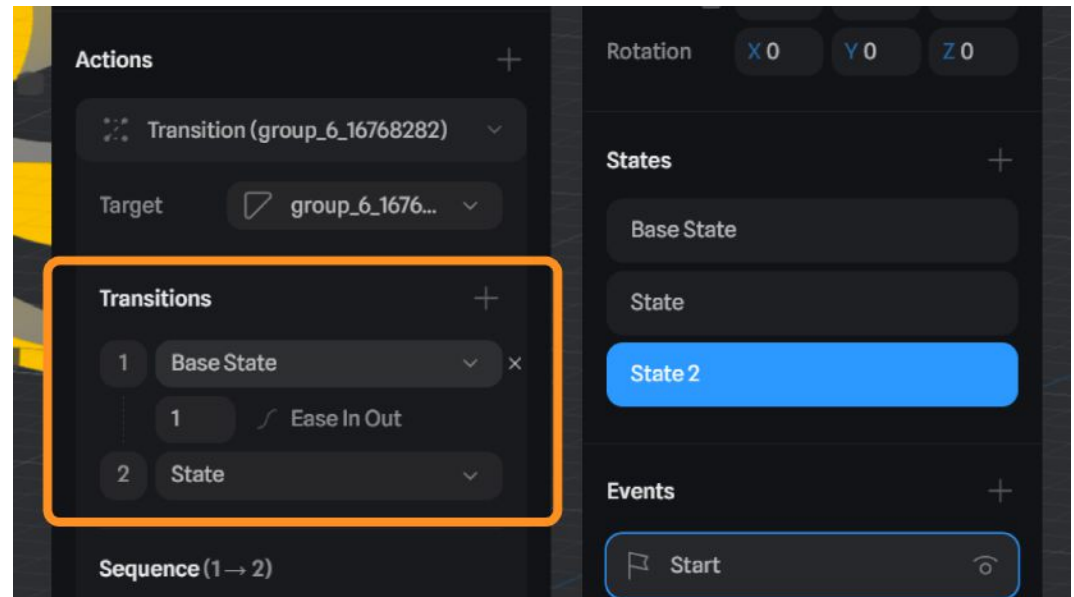 Actions
Transition (group_6_16768282)
Target group_6_1676...
Transitions
1 Base State ×
1 Ease In Out
2 State
Sequence (1 → 2)
Rotation X 0 Y 0 Z 0
States
Base State
State
State 2
Events
Start